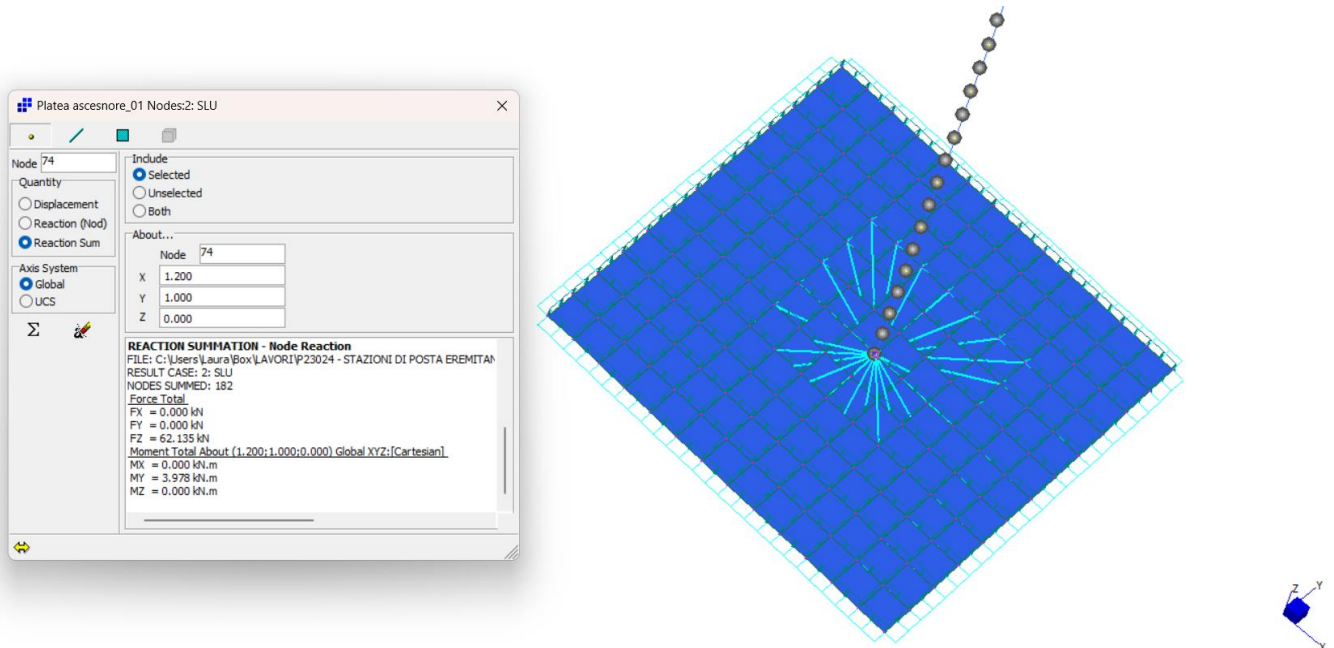 Platea ascesnore_01 Nodes:2: SLU
Node 74
Quantity
Displacement
Reaction (Nod)
Reaction Sum
Axis System
Global
UCS
Σ
Include
Selected
Unselected
Both
About...
Node 74
X 1.200
Y 1.000
Z 0.000
REACTION SUMMATION - Node Reaction
FILE: C:\Users\Laura\Box\LAVORI\P23024 - STAZIONI DI POSTA EREMITAN
RESULT CASE: 2: SLU
NODES SUMMED: 182
Force Total
FX = 0.000 kN
FY = 0.000 kN
FZ = 62.135 kN
Moment Total About (1.200;1.000;0.000) Global XYZ:[Cartesian]
MX = 0.000 kN.m
MY = 3.978 kN.m
MZ = 0.000 kN.m
Z
Y
X